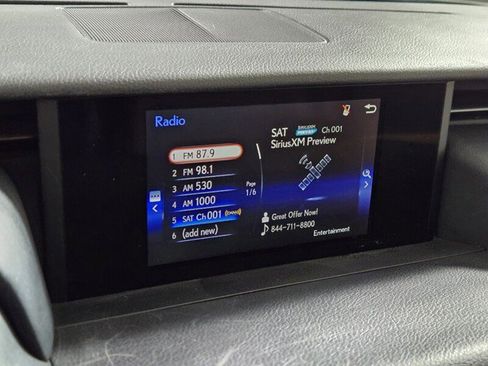 Radio
1 FM 87.9
2 FM 98.1
3 AM 530
4 AM 1000
5 SAT Ch 001
6 (add new)
Page
1/6
SAT Ch 001
SiriusXM Preview
Great Offer Now!
844-711-8800
Entertainment